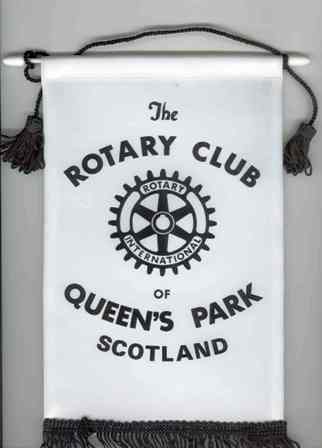 The
ROTARY CLUB
ROTARY
INTERNATIONAL
OF
QUEEN'S PARK
SCOTLAND